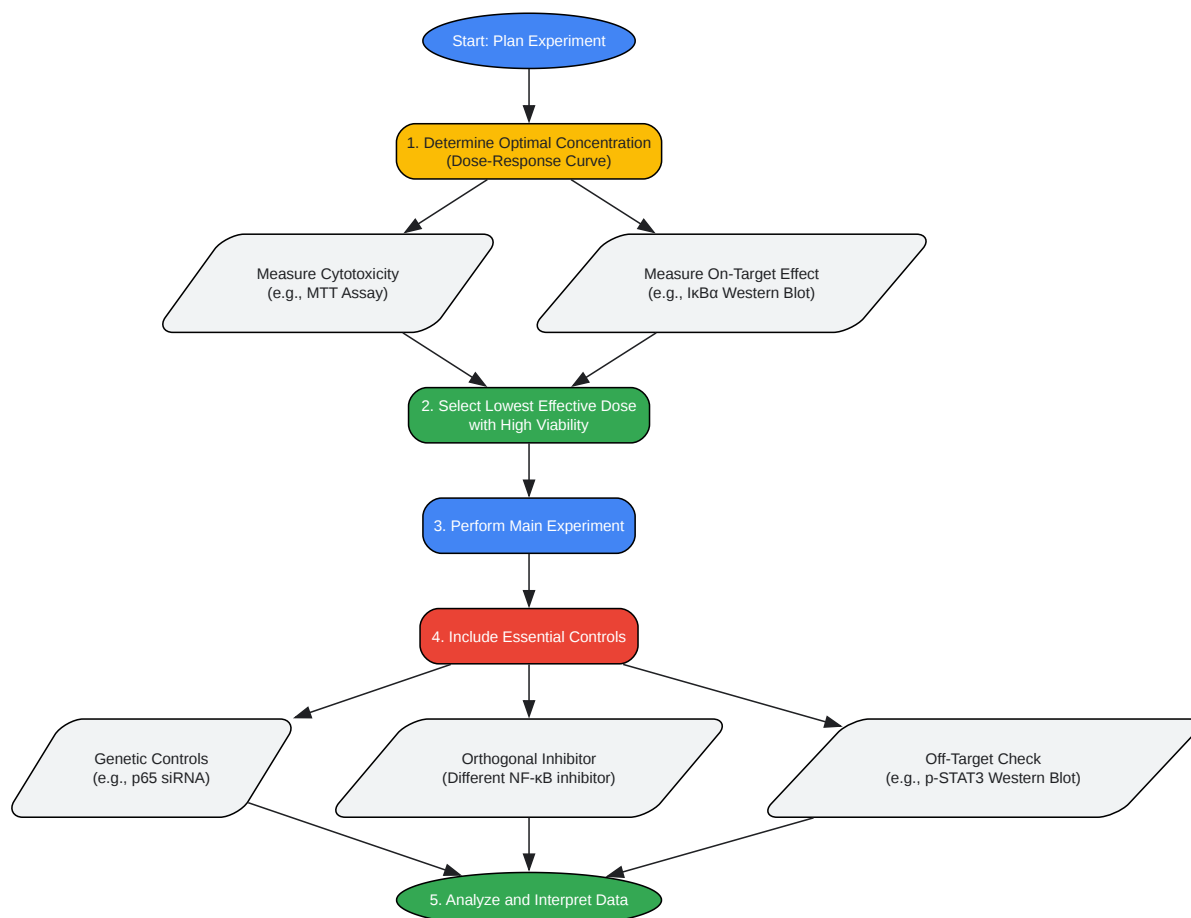 Start: Plan Experiment
1. Determine Optimal Concentration
(Dose-Response Curve)
Measure Cytotoxicity
(e.g., MTT Assay)
Measure On-Target Effect
(e.g., IκBα Western Blot)
2. Select Lowest Effective Dose
with High Viability
3. Perform Main Experiment
4. Include Essential Controls
Genetic Controls
(e.g., p65 siRNA)
Orthogonal Inhibitor
(Different NF-κB inhibitor)
Off-Target Check
(e.g., p-STAT3 Western Blot)
5. Analyze and Interpret Data